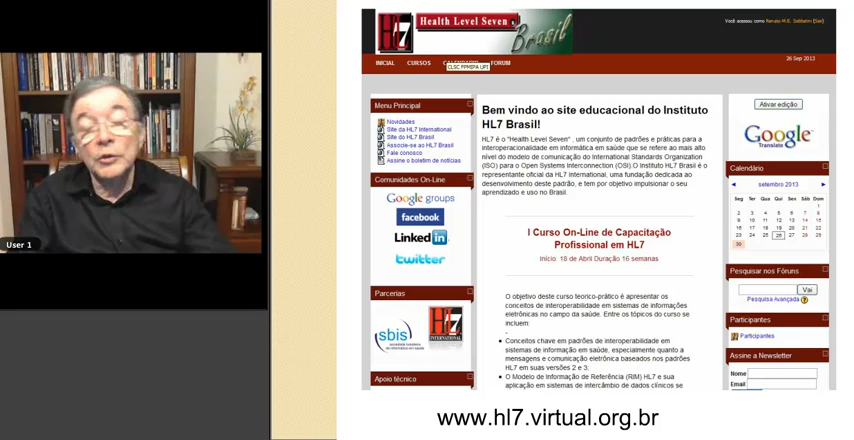 User 1
HL7
Health Level Seven
Brasil
Você acessou como Renato M.E. Sabbatini (Sair)
INICIAL CURSOS FORUM
CLSC FPMIPA UPI
26 Sep 2013
Menu Principal
Novidades
Site da HL7 International
Site do HL7 Brasil
Associe-se ao HL7 Brasil
Fale conosco
Assine o boletim de notícias
Comunidades On-Line
Google groups
facebook
Linked in
twitter
Parcerias
sbis
HL7
INTERNATIONAL
Apoio técnico
Bem vindo ao site educacional do Instituto
HL7 Brasil!
HL7 é o "Health Level Seven" , um conjunto de padrões e práticas para a
interoperacionalidade em informática em saúde que se refere ao mais alto
nível do modelo de comunicação do International Standards Organization
(ISO) para o Open Systems Interconection (OSI).O Instituto HL7 Brasil é o
representante oficial da HL7 International, uma fundação dedicada ao
desenvolvimento deste padrão, e tem por objetivo impulsionar o seu
aprendizado e uso no Brasil.
I Curso On-Line de Capacitação
Profissional em HL7
Início: 18 de Abril Duração 16 semanas
O objetivo deste curso teorico-prático é apresentar os
conceitos de interoperabilidade em sistemas de informações
eletrônicas no campo da saúde. Entre os tópicos do curso se
incluem:
-
Conceitos chave em padrões de interoperabilidade em
sistemas de informação em saúde, especialmente quanto a
mensagens e comunicação eletrônica baseados nos padrões
HL7 em suas versões 2 e 3:
O Modelo de Informação de Referência (RIM) HL7 e sua
aplicação em sistemas de intercâmbio de dados clínicos se
Ativar edição
Google
Translate
Calendário
setembro 2013
Seg Ter Qua Qui Sex Sáb Dom
1
2 3 4 5 6 7 8
9 10 11 12 13 14 15
16 17 18 19 20 21 22
23 24 25 26 27 28 29
30
Pesquisar nos Fóruns
Vai
Pesquisa Avançada
Participantes
Participantes
Assine a Newsletter
Nome
Email
www.hl7.virtual.org.br